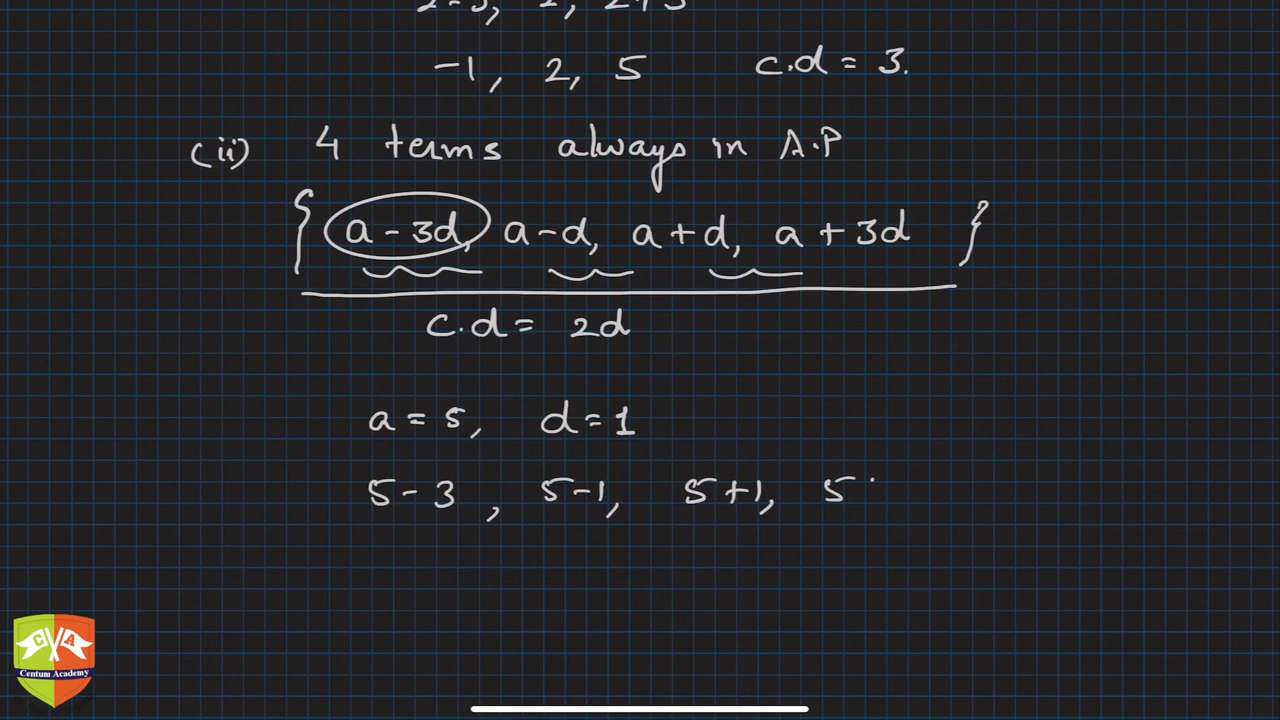 -1, 2, 5 c.d = 3.
(ii) 4 terms always in A.P
{ a - 3d, a - d, a + d, a + 3d }
c.d = 2d
a = 5, d = 1
5 - 3, 5 - 1, 5 + 1, 5
C A
Centum Academy